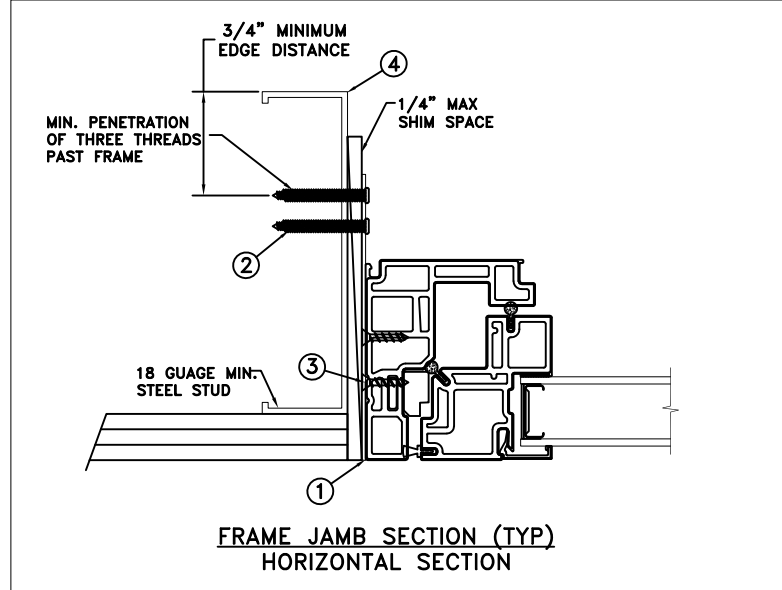 3/4" MINIMUM
EDGE DISTANCE
4
1/4" MAX
SHIM SPACE
MIN. PENETRATION
OF THREE THREADS
PAST FRAME
2
3
18 GUAGE MIN.
STEEL STUD
1
FRAME JAMB SECTION (TYP)
HORIZONTAL SECTION